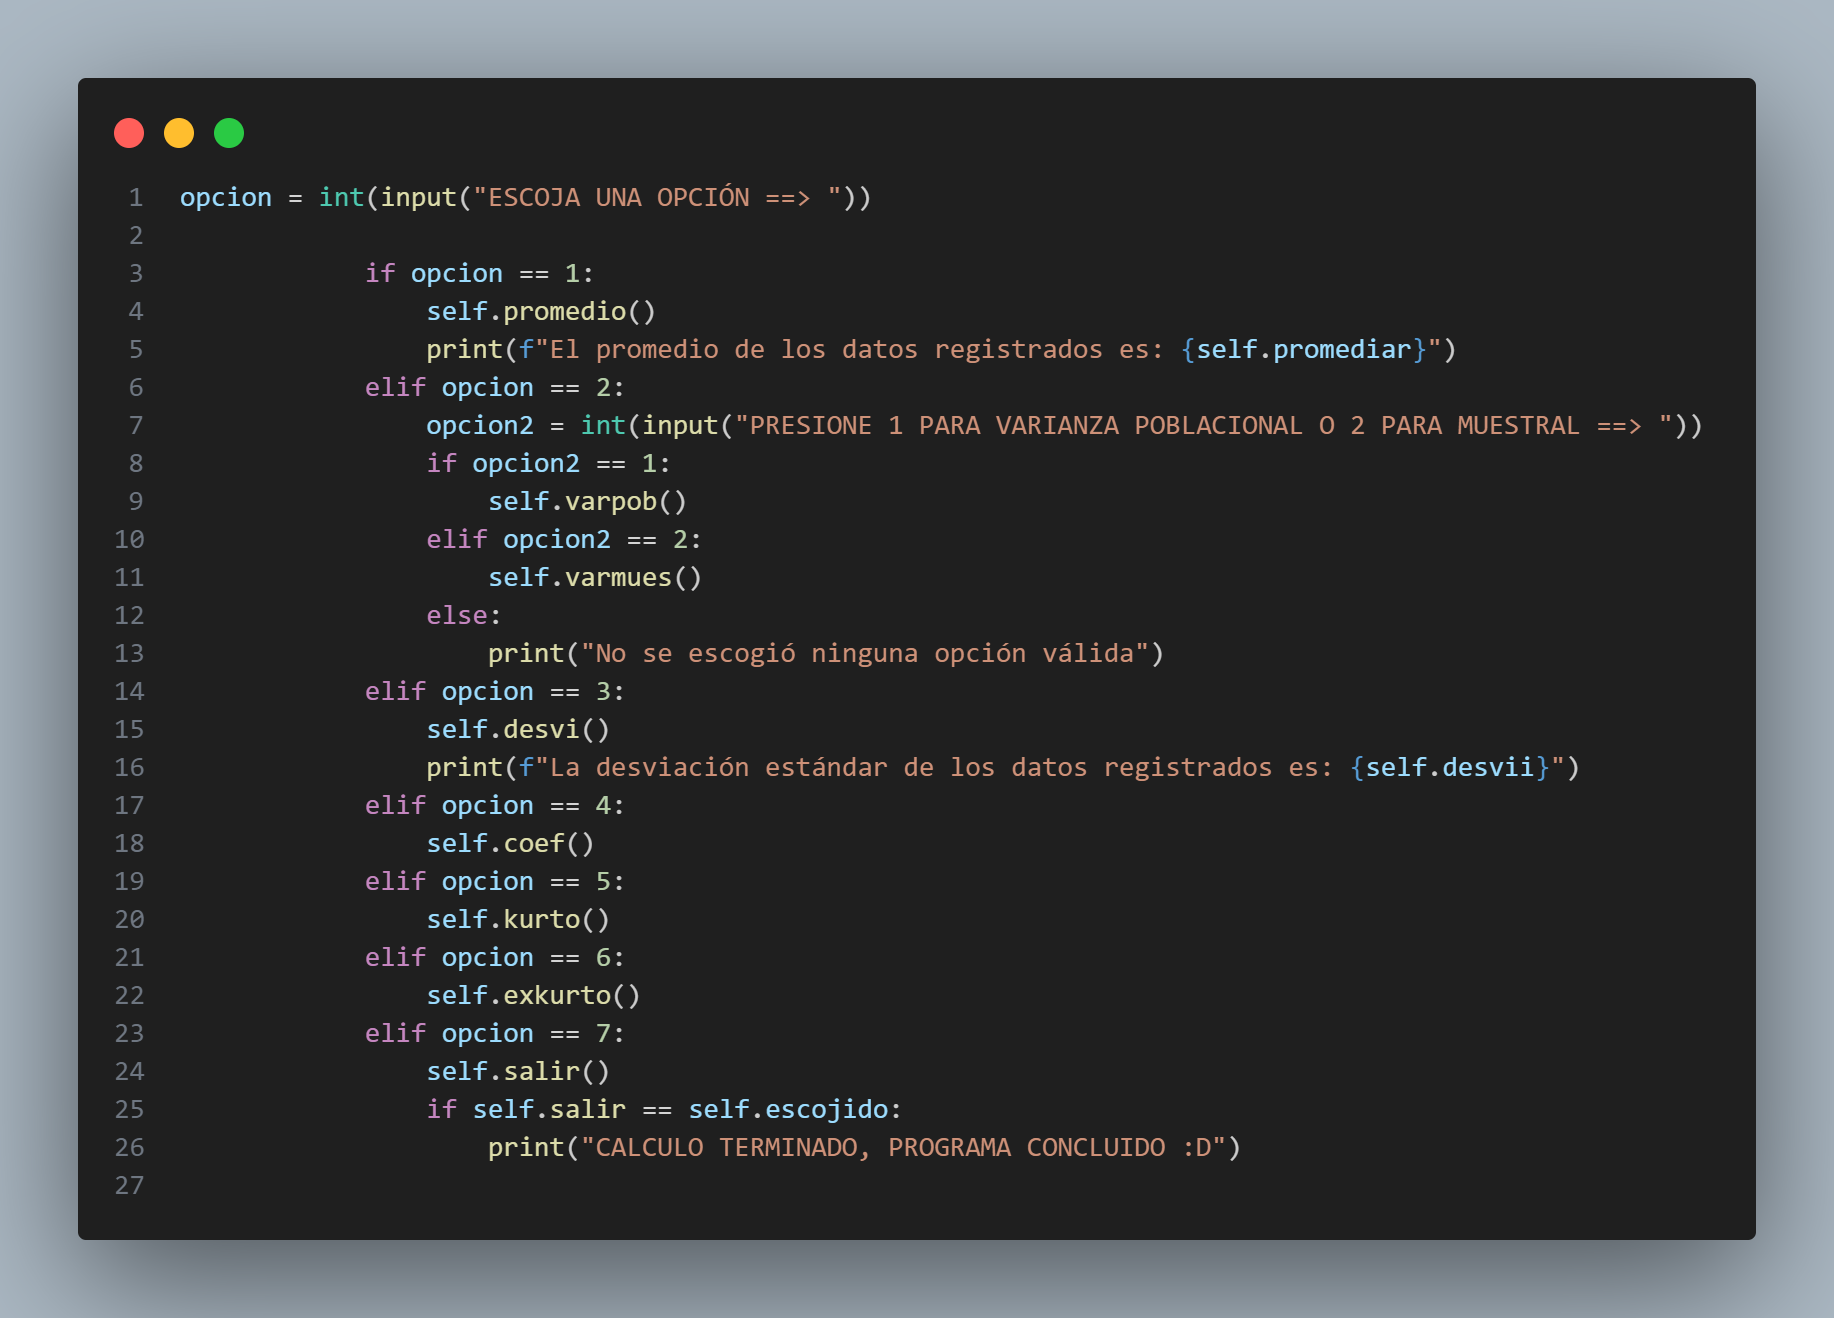 1 opcion = int(input("ESCOJA UNA OPCIÓN ==> "))
2
3             if opcion == 1:
4                 self.promedio()
5                 print(f"El promedio de los datos registrados es: {self.promediar}")
6             elif opcion == 2:
7                 opcion2 = int(input("PRESIONE 1 PARA VARIANZA POBLACIONAL O 2 PARA MUESTRAL ==> "))
8                 if opcion2 == 1:
9                     self.varpob()
10                 elif opcion2 == 2:
11                     self.varmues()
12                 else:
13                     print("No se escogió ninguna opción válida")
14             elif opcion == 3:
15                 self.desvi()
16                 print(f"La desviación estándar de los datos registrados es: {self.desvii}")
17             elif opcion == 4:
18                 self.coef()
19             elif opcion == 5:
20                 self.kurto()
21             elif opcion == 6:
22                 self.exkurto()
23             elif opcion == 7:
24                 self.salir()
25                 if self.salir == self.escojido:
26                     print("CALCULO TERMINADO, PROGRAMA CONCLUIDO :D")
27